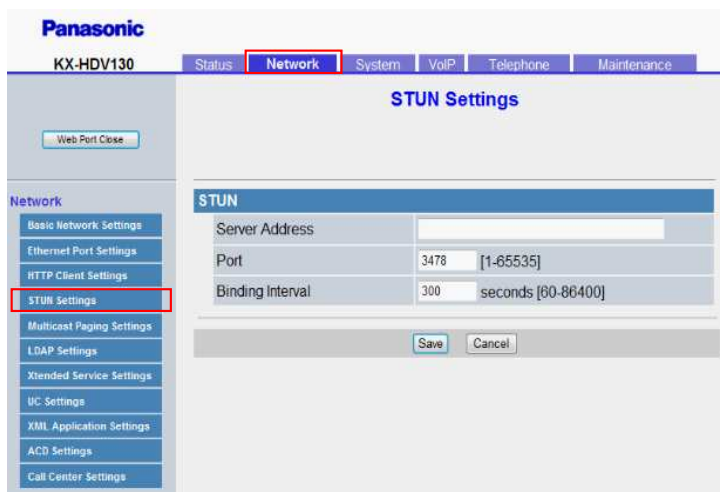 Panasonic
KX-HDV130
Status Network System VoIP Telephone Maintenance
STUN Settings
Web Port Close
Network
Basic Network Settings
Ethernet Port Settings
HTTP Client Settings
STUN Settings
Multicast Paging Settings
LDAP Settings
Xtended Service Settings
UC Settings
XML Application Settings
ACD Settings
Call Center Settings
STUN
Server Address
Port 3478 [1-65535]
Binding Interval 300 seconds [60-86400]
Save Cancel